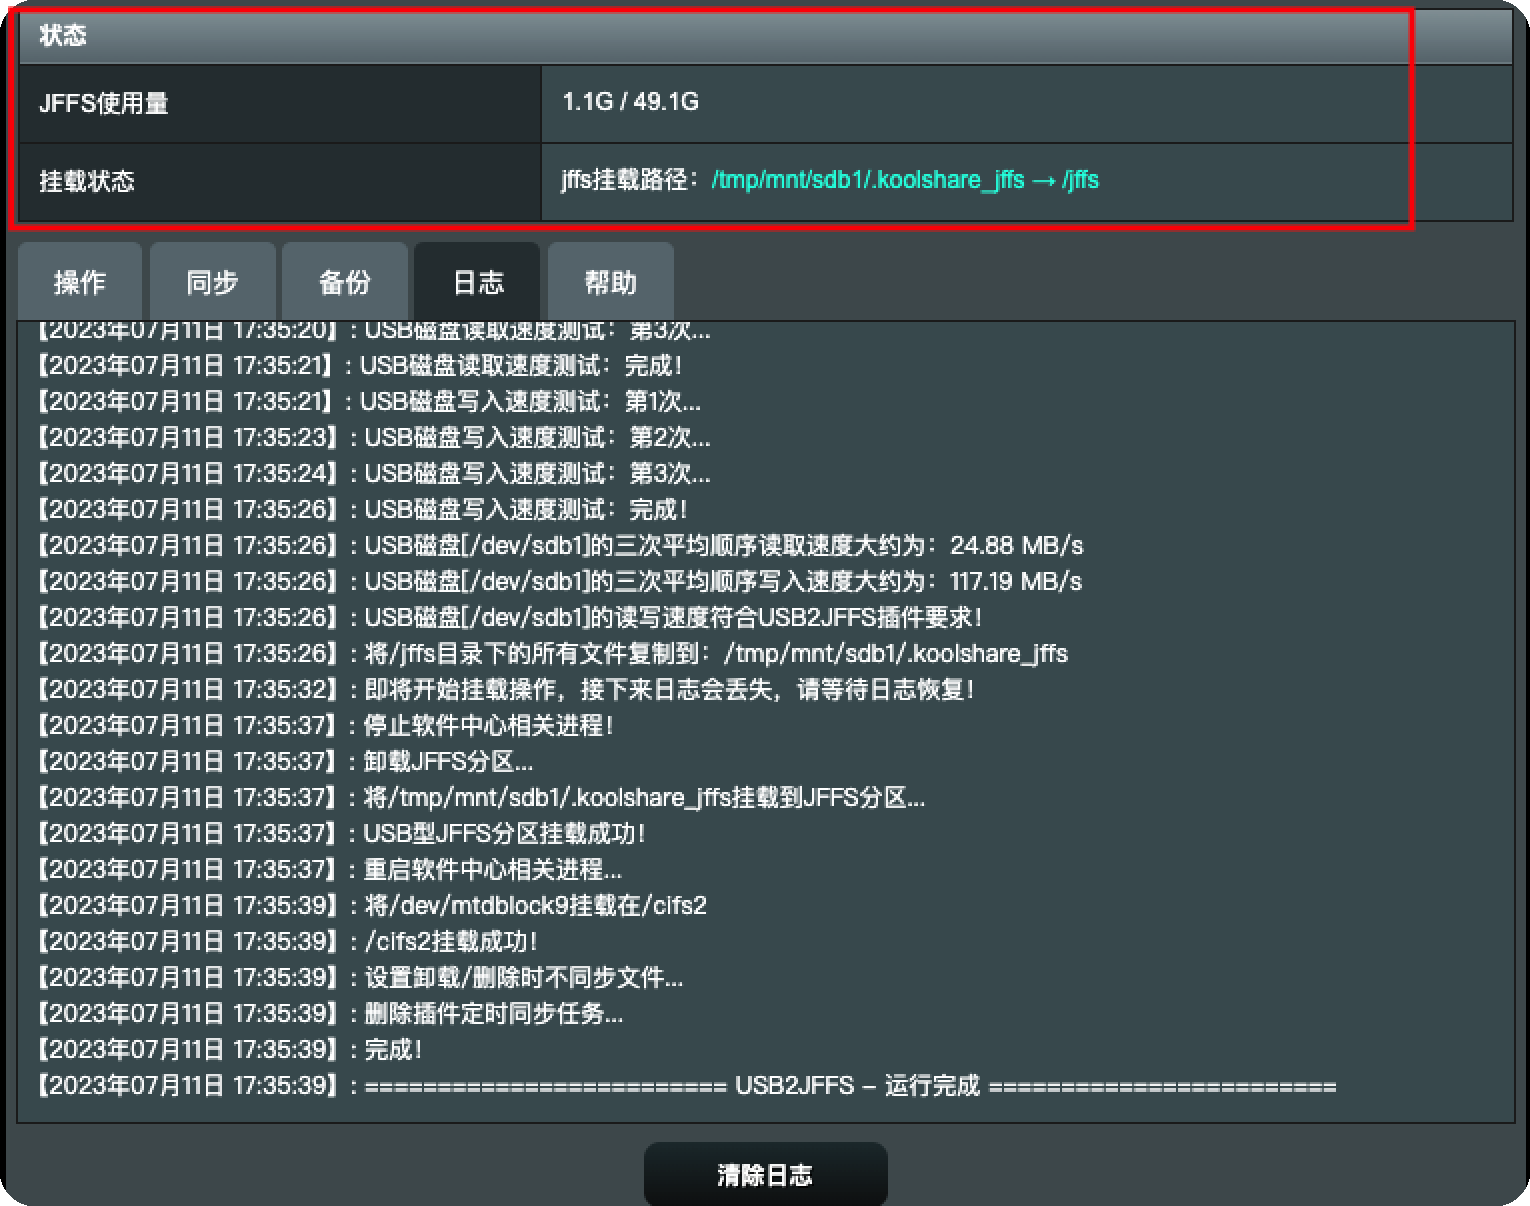 状态
JFFS使用量 1.1G / 49.1G
挂载状态 jffs挂载路径：/tmp/mnt/sdb1/.koolshare_jffs → /jffs
操作 同步 备份 日志 帮助
【2023年07月11日 17:35:20】: USB磁盘读取速度测试：第3次...
【2023年07月11日 17:35:21】: USB磁盘读取速度测试：完成！
【2023年07月11日 17:35:21】: USB磁盘写入速度测试：第1次...
【2023年07月11日 17:35:23】: USB磁盘写入速度测试：第2次...
【2023年07月11日 17:35:24】: USB磁盘写入速度测试：第3次...
【2023年07月11日 17:35:26】: USB磁盘写入速度测试：完成！
【2023年07月11日 17:35:26】: USB磁盘[/dev/sdb1]的三次平均顺序读取速度大约为：24.88 MB/s
【2023年07月11日 17:35:26】: USB磁盘[/dev/sdb1]的三次平均顺序写入速度大约为：117.19 MB/s
【2023年07月11日 17:35:26】: USB磁盘[/dev/sdb1]的读写速度符合USB2JFFS插件要求！
【2023年07月11日 17:35:26】: 将/jffs目录下的所有文件复制到：/tmp/mnt/sdb1/.koolshare_jffs
【2023年07月11日 17:35:32】: 即将开始挂载操作，接下来日志会丢失，请等待日志恢复！
【2023年07月11日 17:35:37】: 停止软件中心相关进程！
【2023年07月11日 17:35:37】: 卸载JFFS分区...
【2023年07月11日 17:35:37】: 将/tmp/mnt/sdb1/.koolshare_jffs挂载到JFFS分区...
【2023年07月11日 17:35:37】: USB型JFFS分区挂载成功！
【2023年07月11日 17:35:37】: 重启软件中心相关进程...
【2023年07月11日 17:35:39】: 将/dev/mtdblock9挂载在/cifs2
【2023年07月11日 17:35:39】: /cifs2挂载成功！
【2023年07月11日 17:35:39】: 设置卸载/删除时不同步文件...
【2023年07月11日 17:35:39】: 删除插件定时同步任务...
【2023年07月11日 17:35:39】: 完成！
【2023年07月11日 17:35:39】: ========================= USB2JFFS - 运行完成 ========================
清除日志